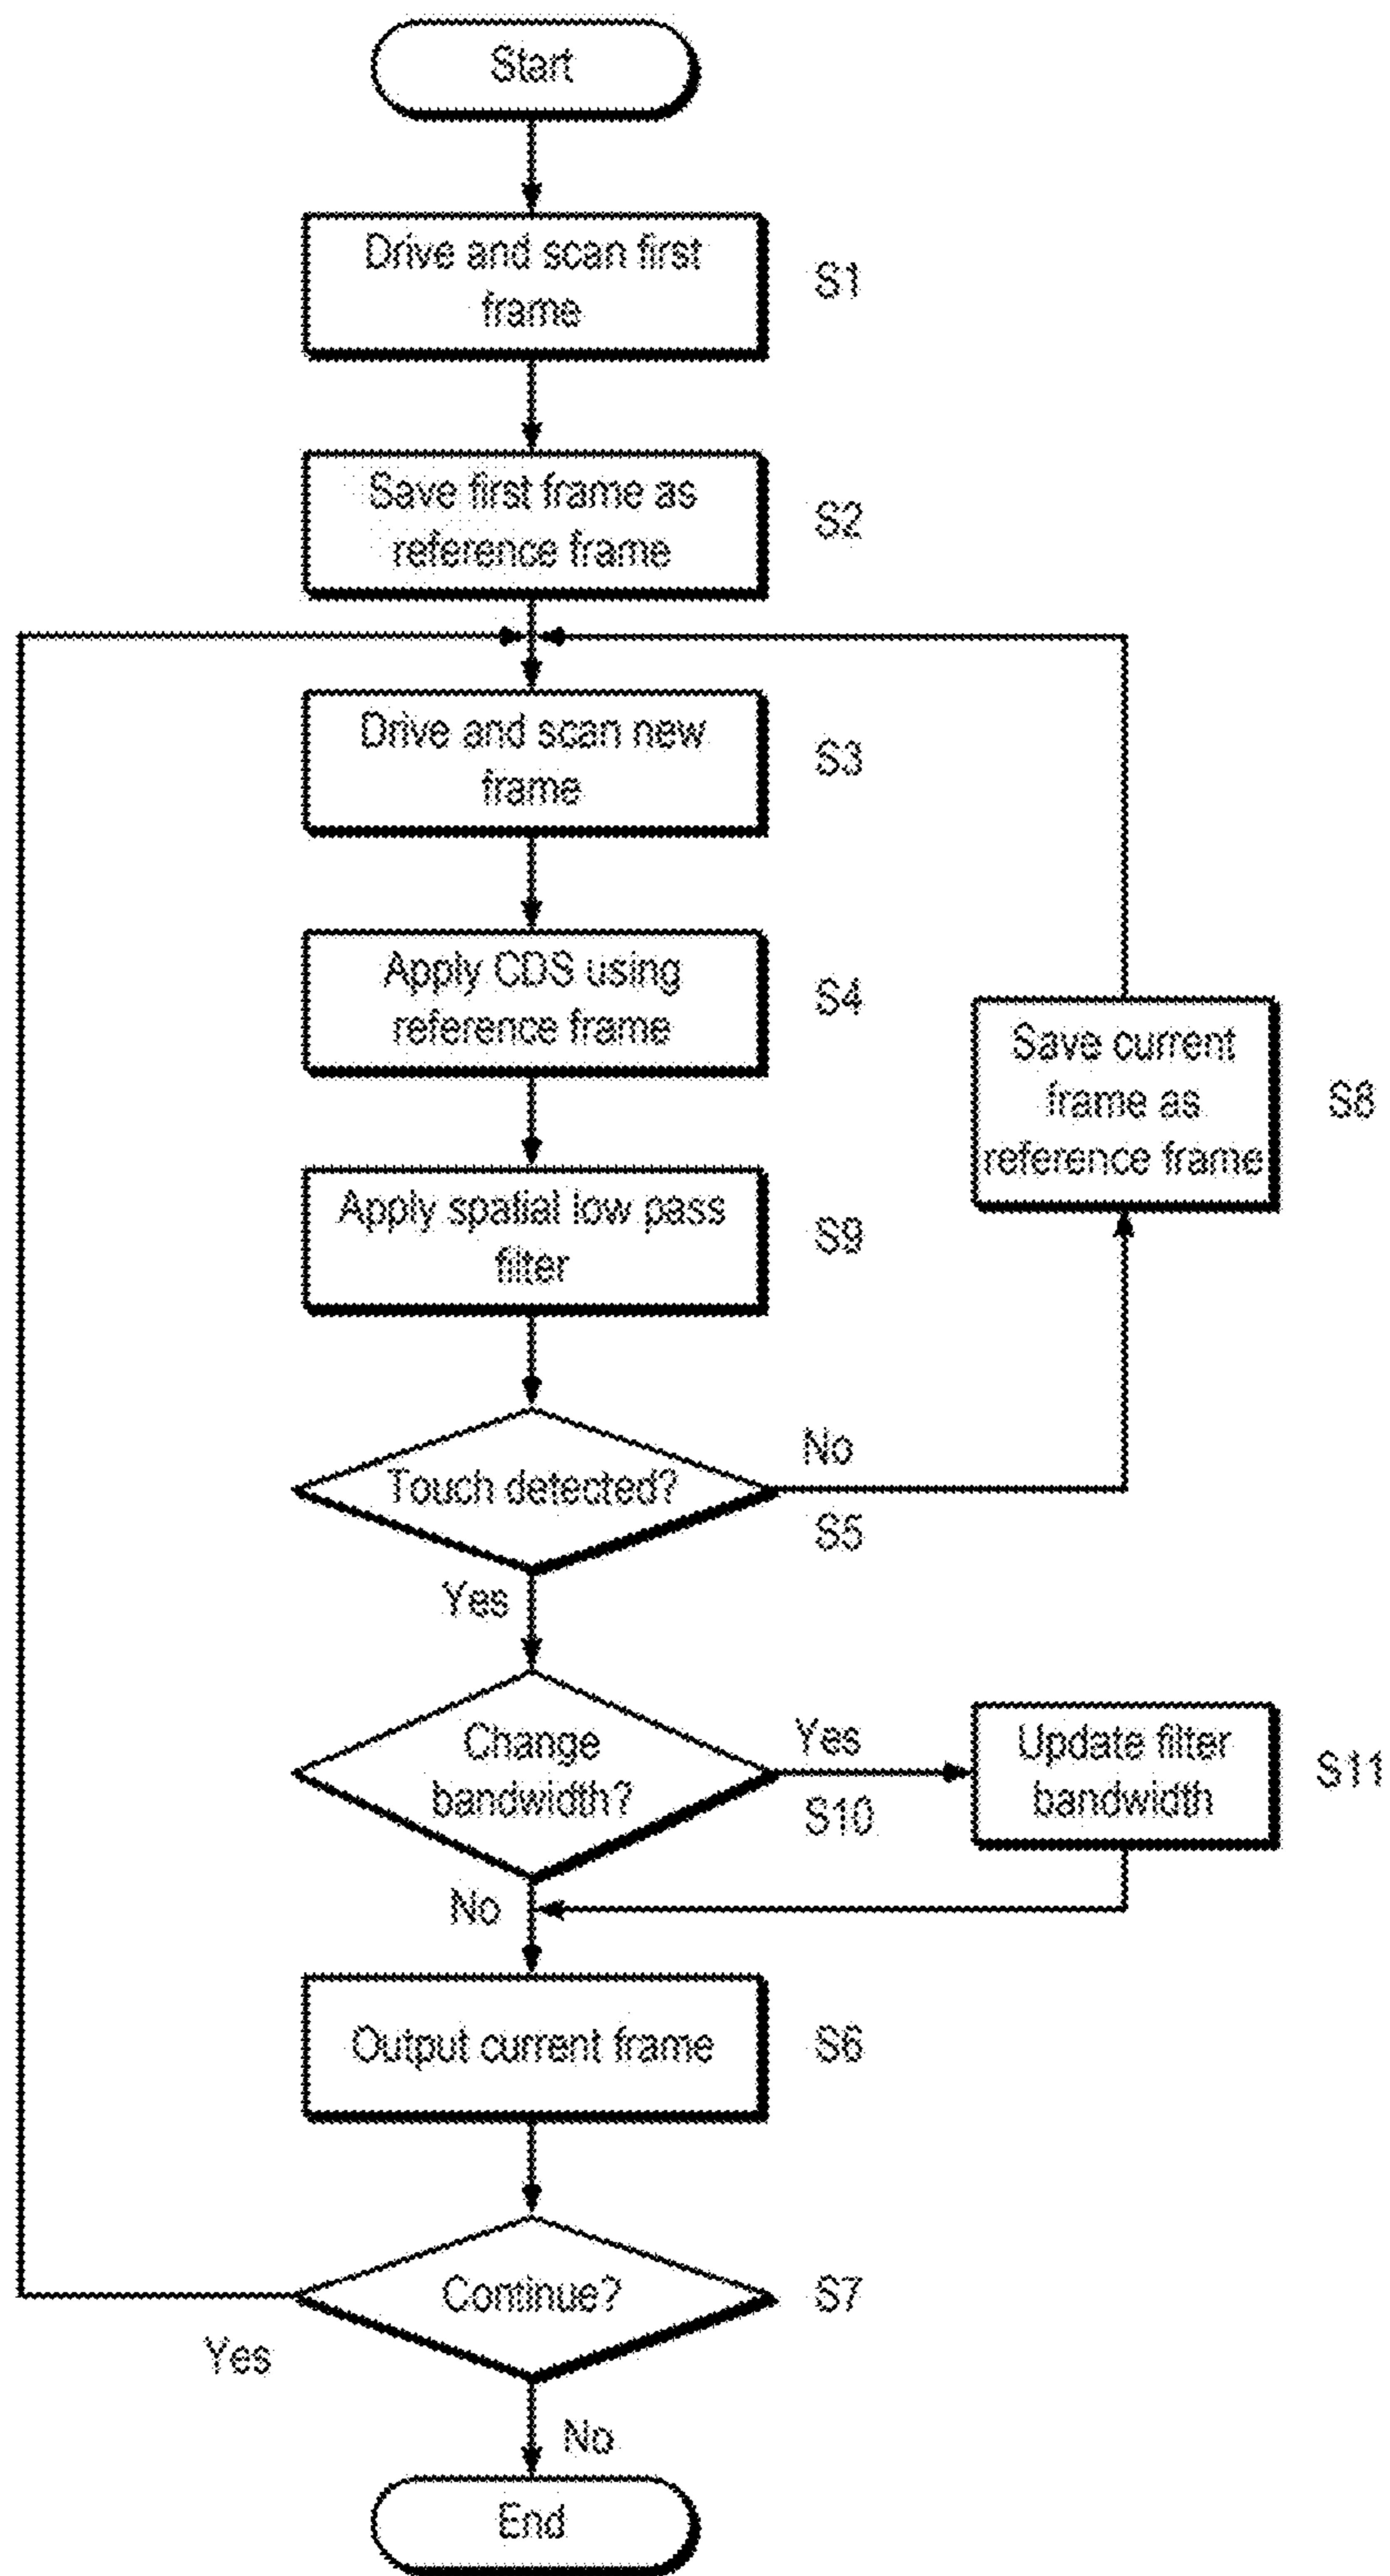 Start
Drive and scan first
frame
S1
Save first frame as
reference frame
S2
Drive and scan new
frame
S3
Apply CDS using
reference frame
S4
Save current
frame as
reference frame
S8
Apply spatial low pass
filter
S9
Touch detected?
No
S5
Yes
Change
bandwidth?
Yes
S10
Update filter
bandwidth
S11
No
Output current frame
S6
Continue?
S7
Yes
No
End